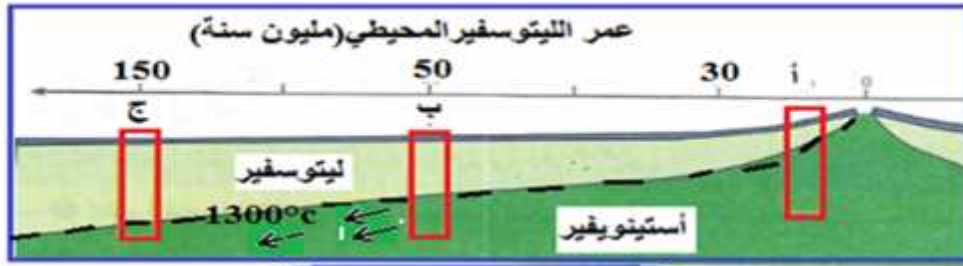 عمر الليتوسفير المحيطي(مليون سنة)
150 50 30 أ 0
ج ب
ليتوسفير
1300°c
أستينوسفير